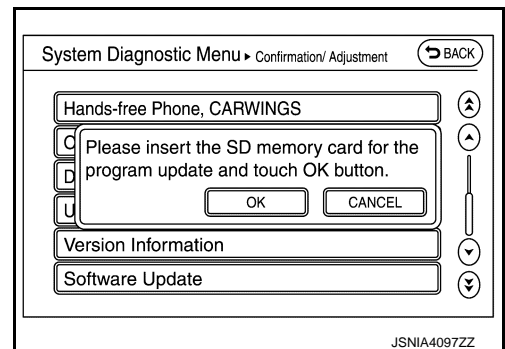 System Diagnostic Menu ▸ Confirmation/ Adjustment BACK
Hands-free Phone, CARWINGS
Please insert the SD memory card for the
program update and touch OK button.
OK CANCEL
Version Information
Software Update
JSNIA4097ZZ